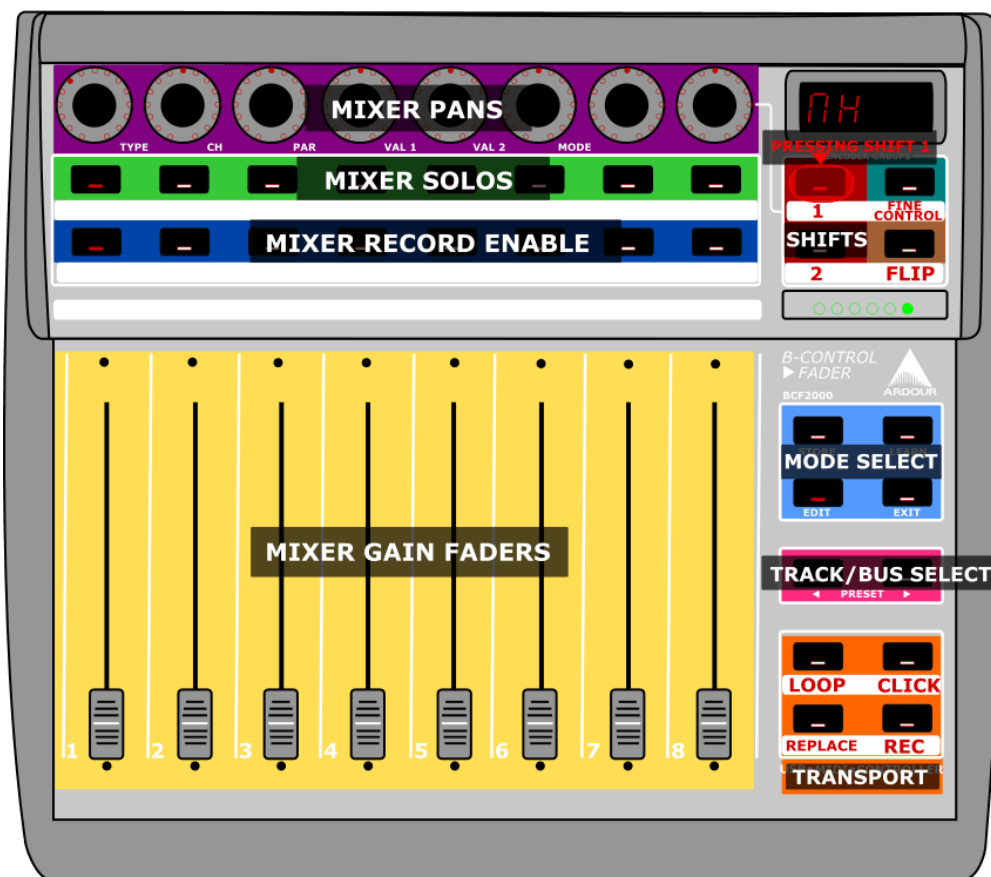 MIXER PANS
TYPE CH PAR VAL 1 VAL 2 MODE
PRESSING SHIFT 1
MIXER SOLOS
1 FINE CONTROL
MIXER RECORD ENABLE
SHIFTS
2 FLIP
B-CONTROL
FADER
ARDOUR
BCF2000
STORE LEARN
MODE SELECT
EDIT EXIT
MIXER GAIN FADERS
TRACK/BUS SELECT
PRESET
LOOP CLICK
1 2 3 4 5 6 7 8
REPLACE REC
TRANSPORT